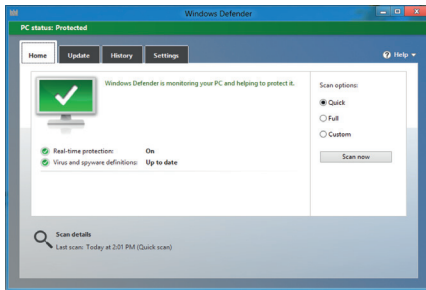 Windows Defender
PC status: Protected
Home
Update
History
Settings
Help
Windows Defender is monitoring your PC and helping to protect it.
Real-time protection: On
Virus and spyware definitions: Up to date
Scan options:
Quick
Full
Custom
Scan now
Scan details
Last scan: Today at 2:01 PM (Quick scan)